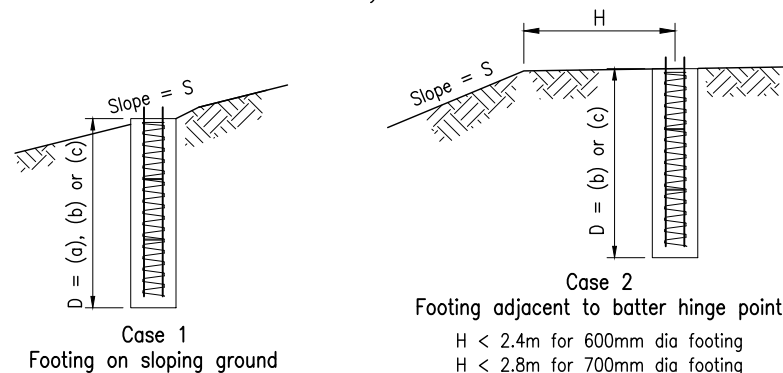 H
Slope = S
Slope = S
D = (a), (b) or (c)
D = (b) or (c)
Case 1
Footing on sloping ground
Case 2
Footing adjacent to batter hinge point
H < 2.4m for 600mm dia footing
H < 2.8m for 700mm dia footing